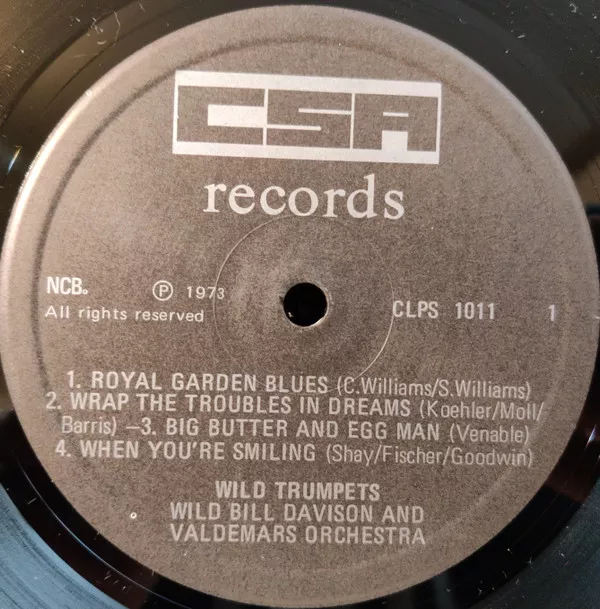 CSA
records
NCB. ℗ 1973
All rights reserved
CLPS 1011 1
1. ROYAL GARDEN BLUES (C.Williams/S.Williams)
2. WRAP THE TROUBLES IN DREAMS (Koehler/Moll/
Barris) –3. BIG BUTTER AND EGG MAN (Venable)
4. WHEN YOU'RE SMILING (Shay/Fischer/Goodwin)
WILD TRUMPETS
WILD BILL DAVISON AND
VALDEMARS ORCHESTRA